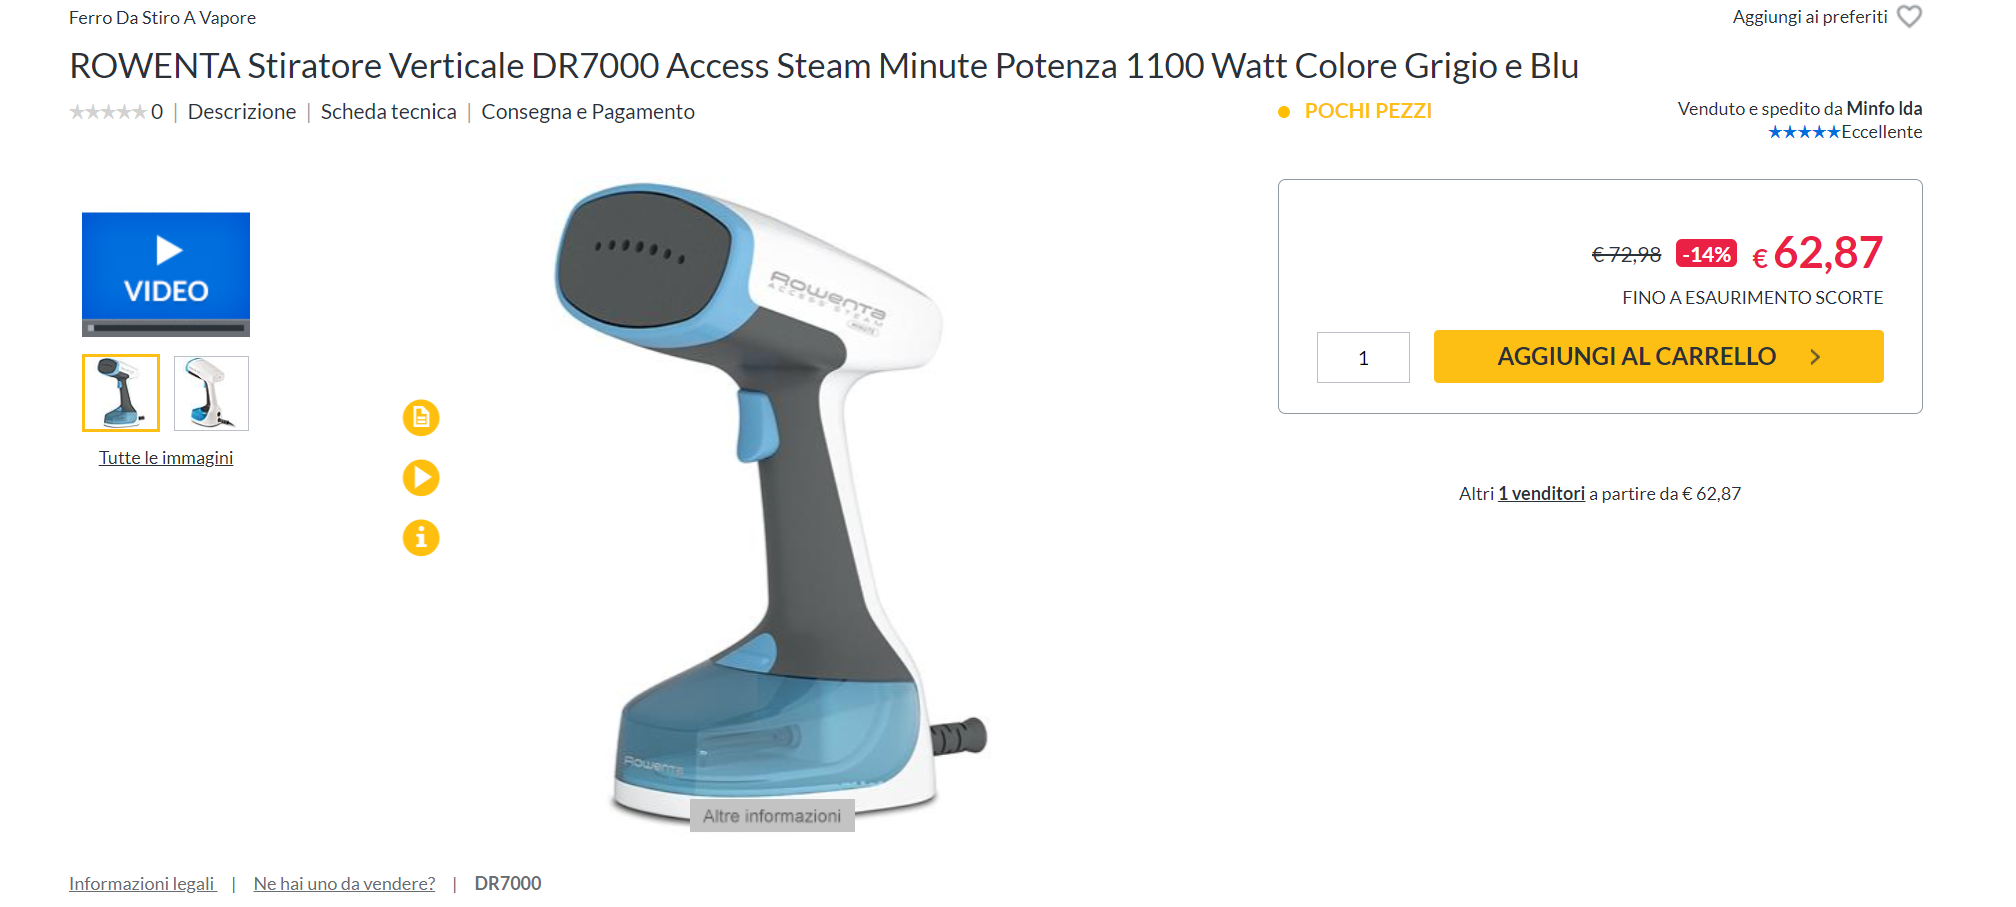 Ferro Da Stiro A Vapore
Aggiungi ai preferiti
ROWENTA Stiratore Verticale DR7000 Access Steam Minute Potenza 1100 Watt Colore Grigio e Blu
0 | Descrizione | Scheda tecnica | Consegna e Pagamento
POCHI PEZZI
Venduto e spedito da Minfo Ida
Eccellente
VIDEO
Tutte le immagini
Rowenta
ACCESS STEAM
MINUTE
Rowenta
Altre informazioni
€ 72,98 -14% € 62,87
FINO A ESAURIMENTO SCORTE
1
AGGIUNGI AL CARRELLO
Altri 1 venditori a partire da € 62,87
Informazioni legali | Ne hai uno da vendere? | DR7000